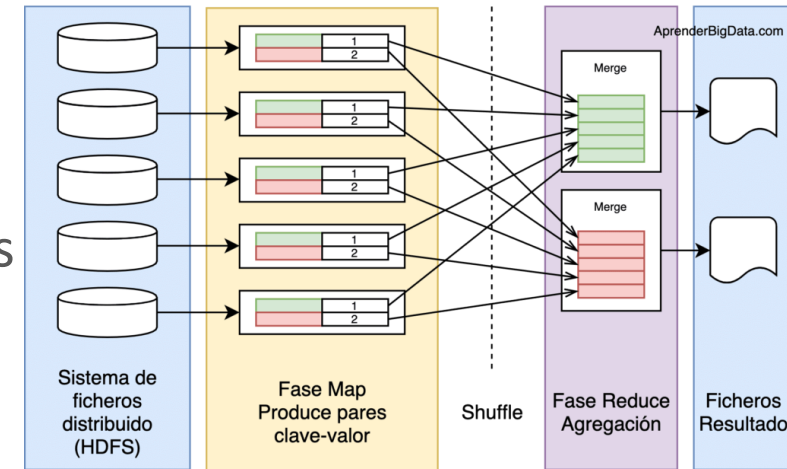 AprenderBigData.com
s
1
2
1
2
1
2
1
2
1
2
Merge
Merge
Sistema de
ficheros
distribuido
(HDFS)
Fase Map
Produce pares
clave-valor
Shuffle
Fase Reduce
Agregación
Ficheros
Resultado